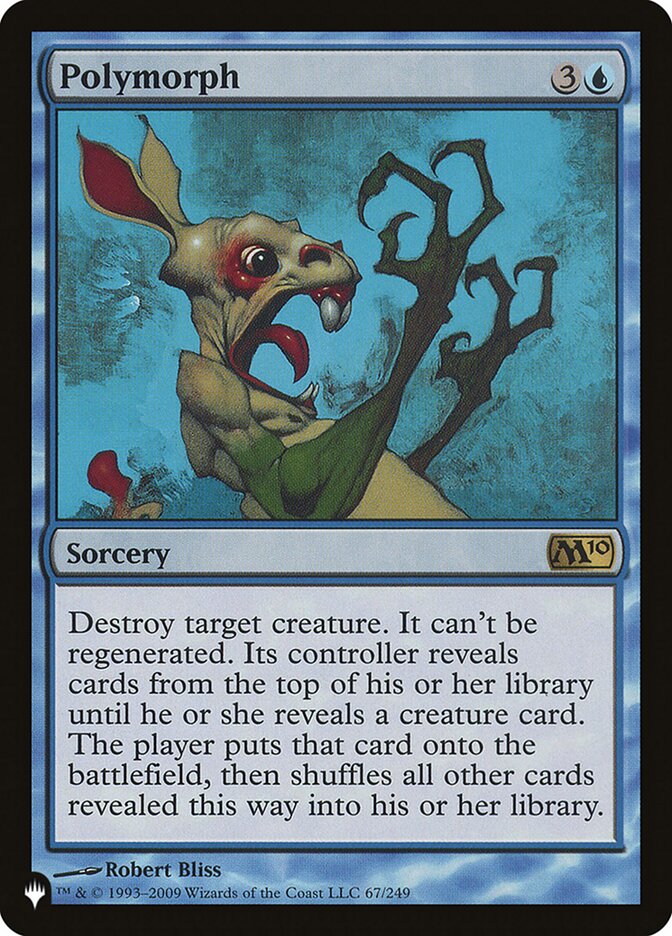 Polymorph 3
Sorcery M10
Destroy target creature. It can't be
regenerated. Its controller reveals
cards from the top of his or her library
until he or she reveals a creature card.
The player puts that card onto the
battlefield, then shuffles all other cards
revealed this way into his or her library.
Robert Bliss
™ & © 1993–2009 Wizards of the Coast LLC 67/249